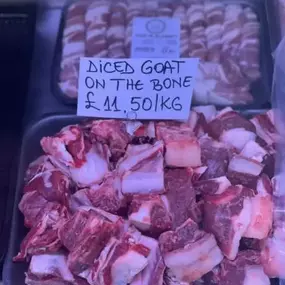 DICED GOAT
ON THE BONE
£ 11,50/KG